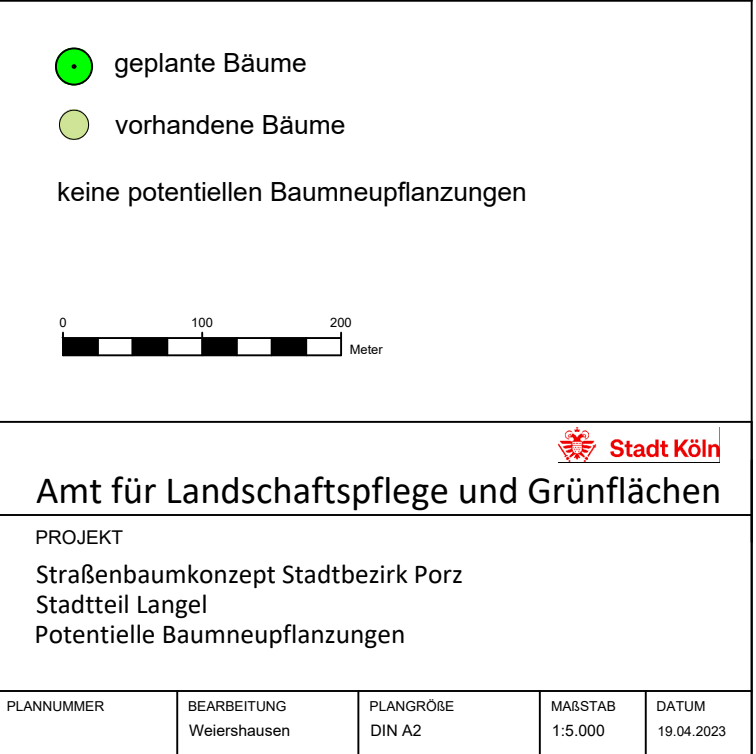 geplante Bäume
vorhandene Bäume
keine potentiellen Baumneupflanzungen
0 100 200
Meter
Stadt Köln
Amt für Landschaftspflege und Grünflächen
PROJEKT
Straßenbaumkonzept Stadtbezirk Porz
Stadtteil Langel
Potentielle Baumneupflanzungen
PLANNUMMER BEARBEITUNG PLANGRÖßE MAßSTAB DATUM
Weiershausen DIN A2 1:5.000 19.04.2023